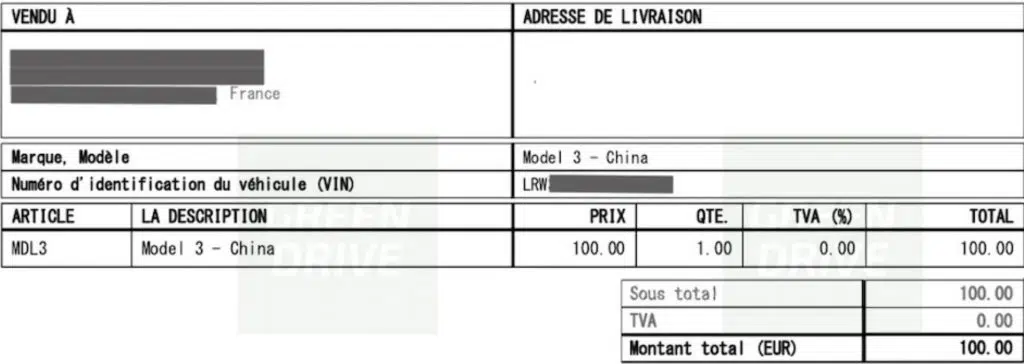 VENDU À ADRESSE DE LIVRAISON
France
Marque, Modèle Model 3 - China
Numéro d'identification du véhicule (VIN) LRW
ARTICLE LA DESCRIPTION PRIX QTE. TVA (%) TOTAL
MDL3 Model 3 - China 100.00 1.00 0.00 100.00
GREEN DRIVE
GREEN DRIVE
Sous total 100.00
TVA 0.00
Montant total (EUR) 100.00